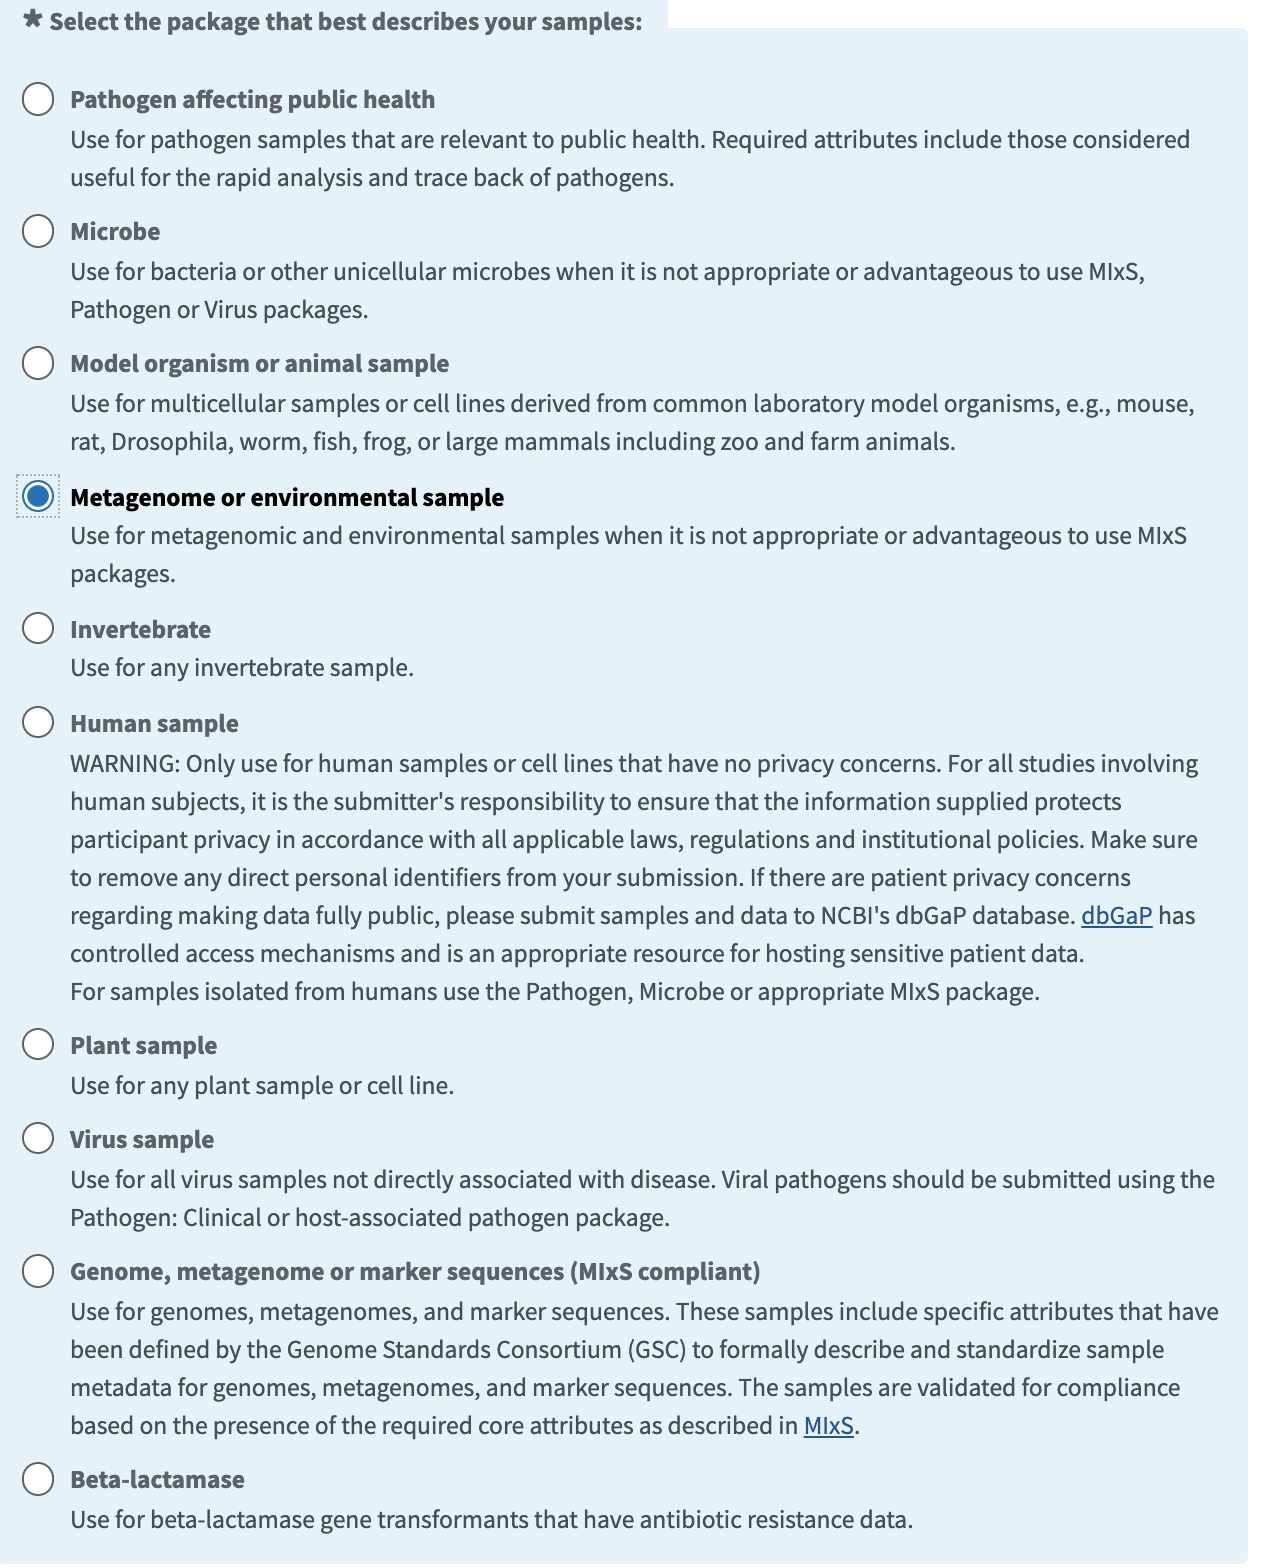 * Select the package that best describes your samples:
Pathogen affecting public health
Use for pathogen samples that are relevant to public health. Required attributes include those considered
useful for the rapid analysis and trace back of pathogens.
Microbe
Use for bacteria or other unicellular microbes when it is not appropriate or advantageous to use MIxS,
Pathogen or Virus packages.
Model organism or animal sample
Use for multicellular samples or cell lines derived from common laboratory model organisms, e.g., mouse,
rat, Drosophila, worm, fish, frog, or large mammals including zoo and farm animals.
Metagenome or environmental sample
Use for metagenomic and environmental samples when it is not appropriate or advantageous to use MIxS
packages.
Invertebrate
Use for any invertebrate sample.
Human sample
WARNING: Only use for human samples or cell lines that have no privacy concerns. For all studies involving
human subjects, it is the submitter's responsibility to ensure that the information supplied protects
participant privacy in accordance with all applicable laws, regulations and institutional policies. Make sure
to remove any direct personal identifiers from your submission. If there are patient privacy concerns
regarding making data fully public, please submit samples and data to NCBI's dbGaP database. dbGaP has
controlled access mechanisms and is an appropriate resource for hosting sensitive patient data.
For samples isolated from humans use the Pathogen, Microbe or appropriate MIxS package.
Plant sample
Use for any plant sample or cell line.
Virus sample
Use for all virus samples not directly associated with disease. Viral pathogens should be submitted using the
Pathogen: Clinical or host-associated pathogen package.
Genome, metagenome or marker sequences (MIxS compliant)
Use for genomes, metagenomes, and marker sequences. These samples include specific attributes that have
been defined by the Genome Standards Consortium (GSC) to formally describe and standardize sample
metadata for genomes, metagenomes, and marker sequences. The samples are validated for compliance
based on the presence of the required core attributes as described in MIxS.
Beta-lactamase
Use for beta-lactamase gene transformants that have antibiotic resistance data.